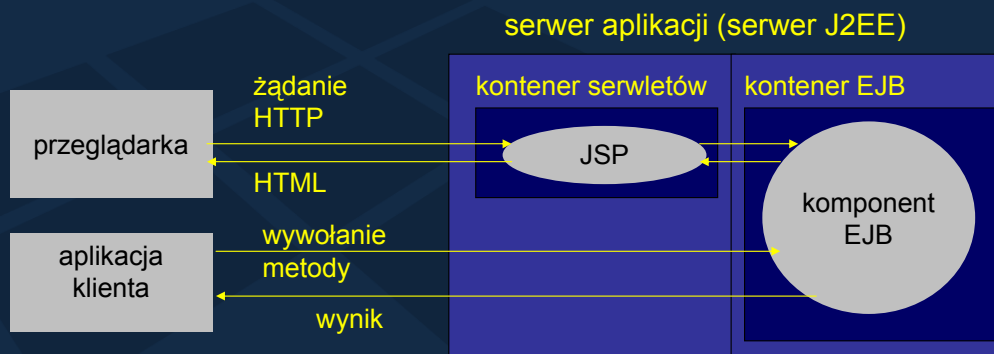 serwer aplikacji (serwer J2EE)
kontener serwletów
kontener EJB
żądanie
HTTP
przeglądarka
JSP
HTML
komponent
EJB
wywołanie
metody
aplikacja
klienta
wynik